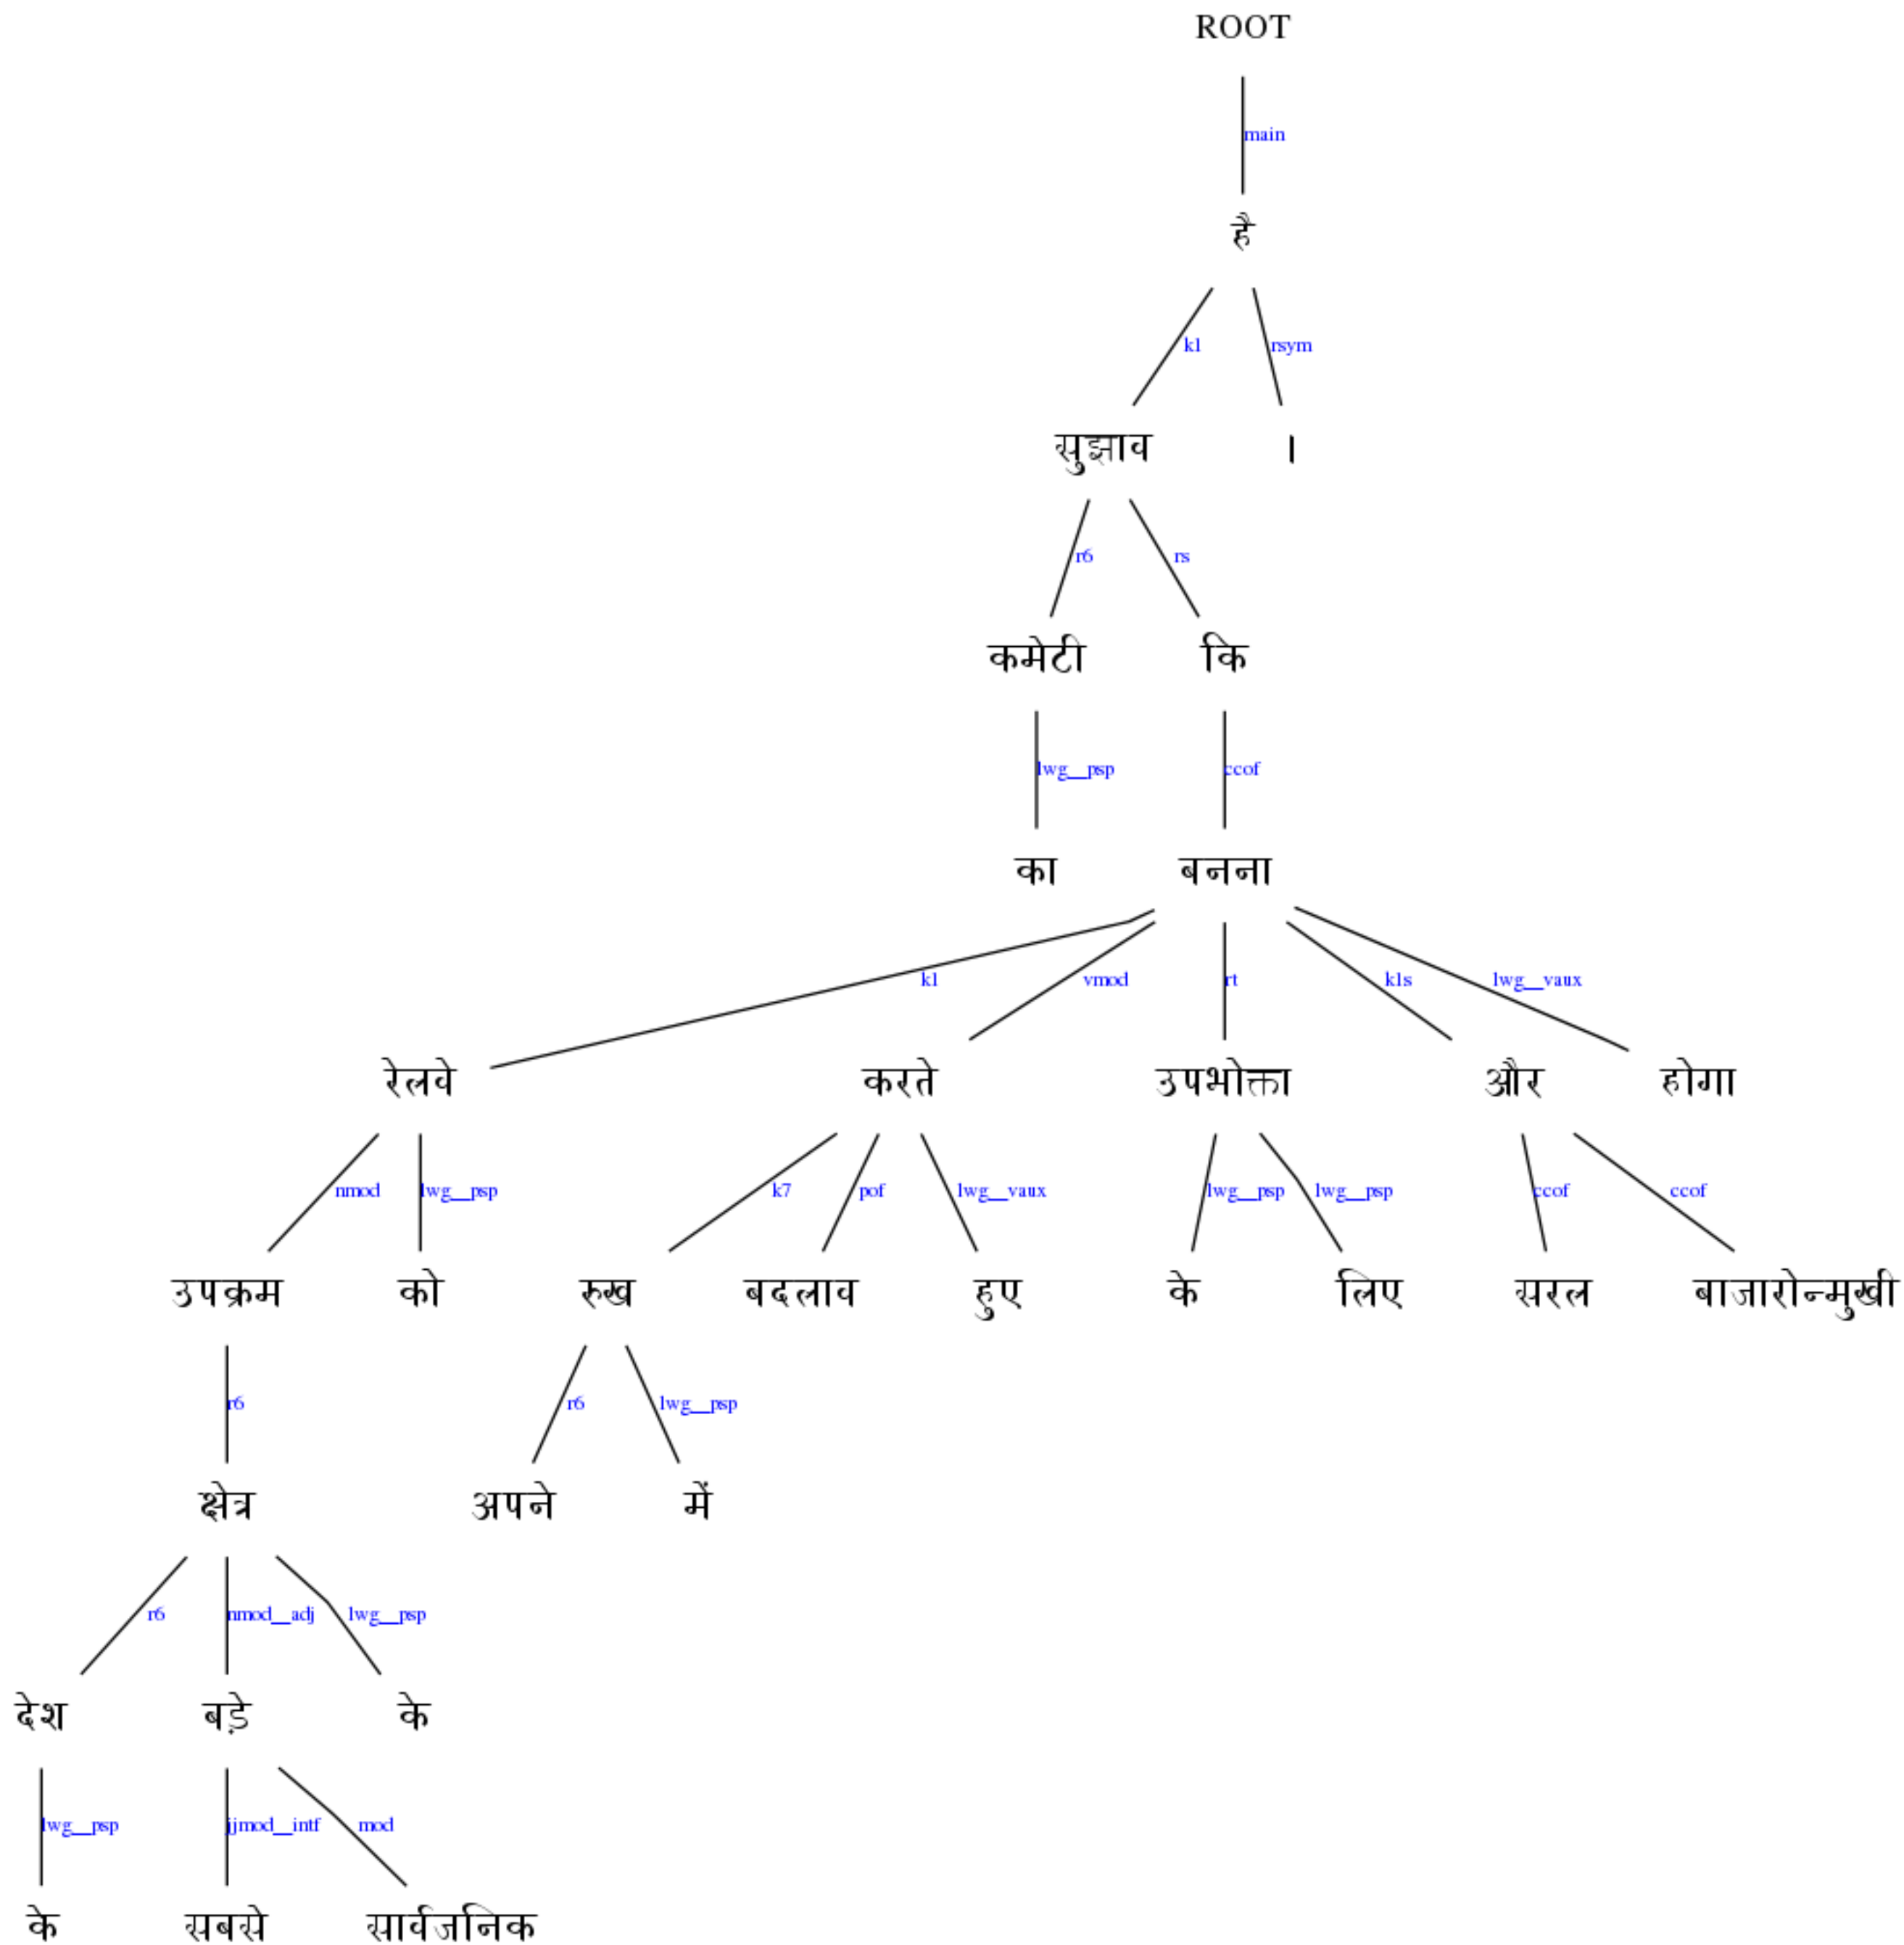 ROOT
main
है
k1 rsym
सुझाव ।
r6 rs
कमेटी कि
lwg__psp ccof
का बनना
k1 vmod rt k1s lwg__vaux
रेलवे करते उपभोक्ता और होगा
nmod lwg__psp k7 pof lwg__vaux lwg__psp lwg__psp ccof ccof
उपक्रम को रुख बदलाव हुए के लिए सरल बाजारोन्मुखी
r6 r6 lwg__psp
क्षेत्र अपने में
r6 nmod__adj lwg__psp
देश बड़े के
lwg__psp jjmod__intf mod
के सबसे सार्वजनिक